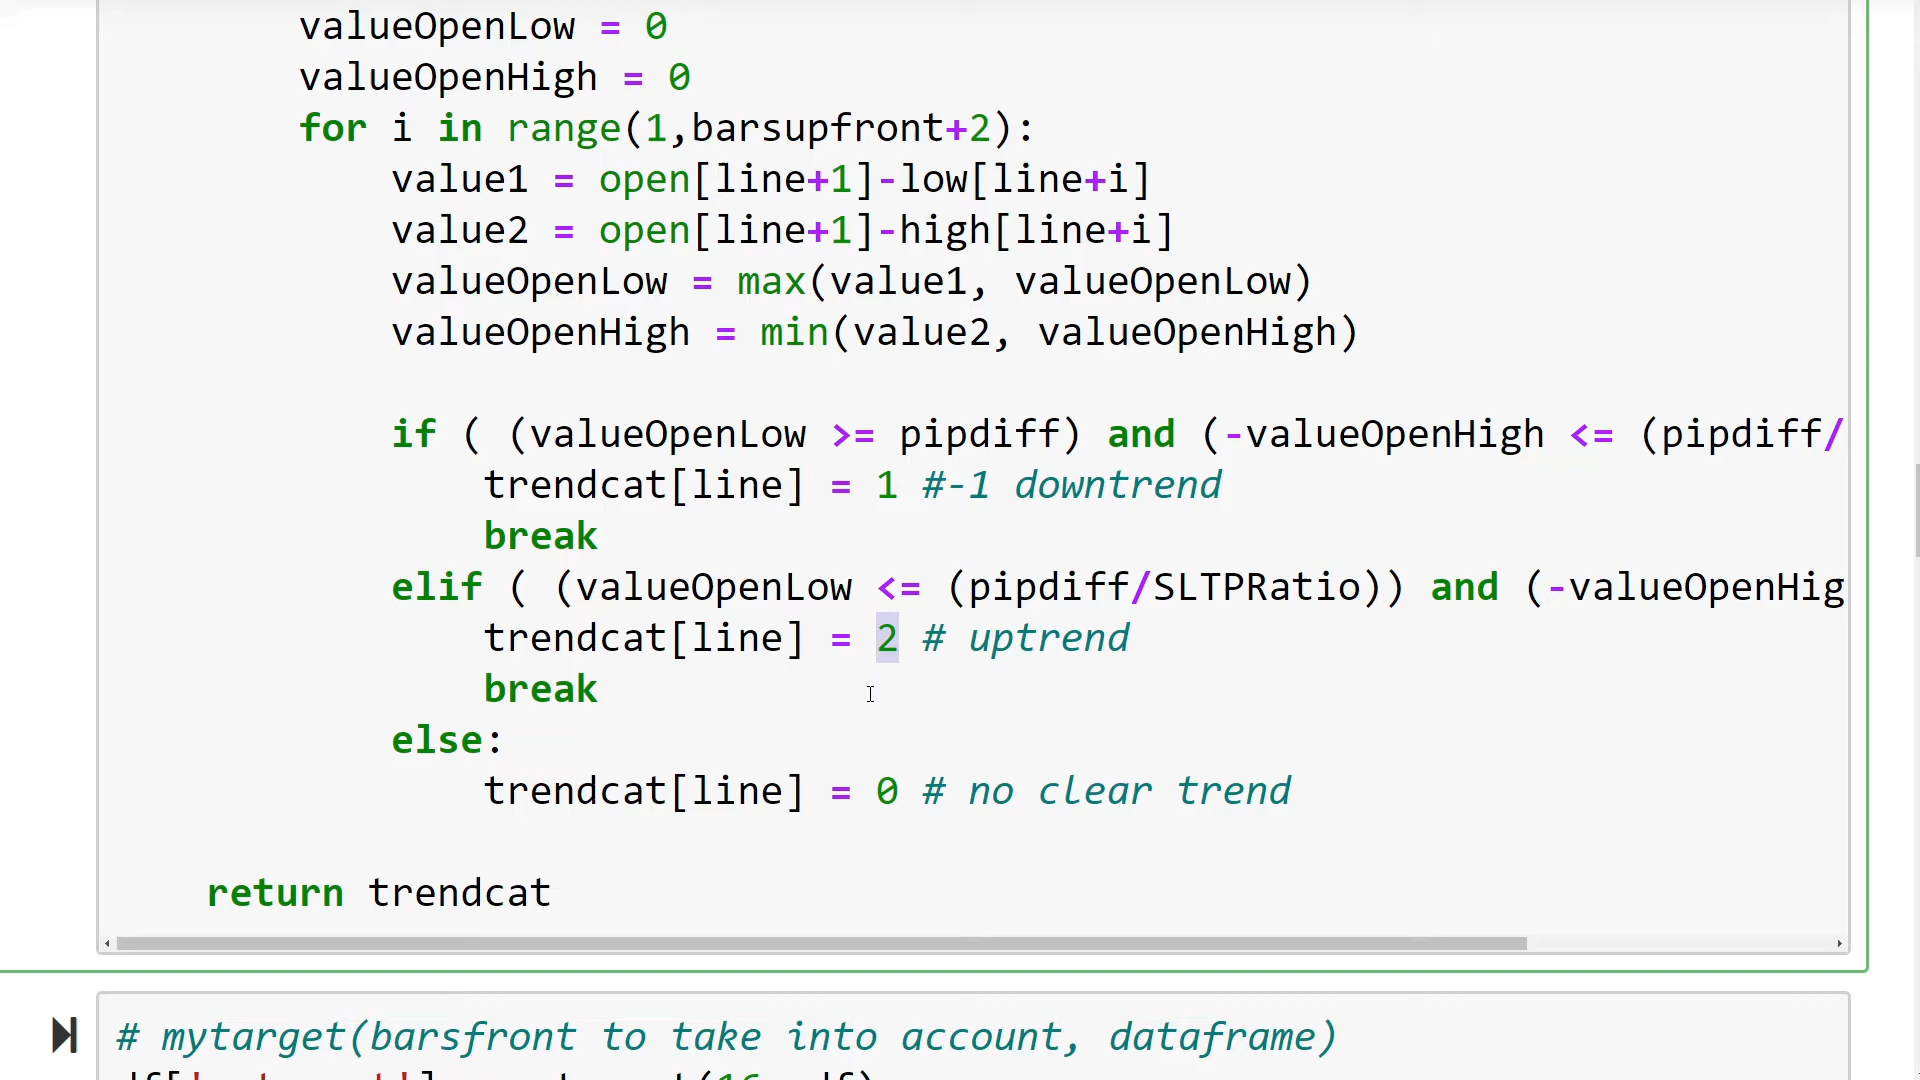 valueOpenLow = 0
valueOpenHigh = 0
for i in range(1,barsupfront+2):
value1 = open[line+1]-low[line+i]
value2 = open[line+1]-high[line+i]
valueOpenLow = max(value1, valueOpenLow)
valueOpenHigh = min(value2, valueOpenHigh)
if ( (valueOpenLow >= pipdiff) and (-valueOpenHigh <= (pipdiff/
trendcat[line] = 1 #-1 downtrend
break
elif ( (valueOpenLow <= (pipdiff/SLTPRatio)) and (-valueOpenHig
trendcat[line] = 2 # uptrend
break
else:
trendcat[line] = 0 # no clear trend
return trendcat
# mytarget(barsfront to take into account, dataframe)